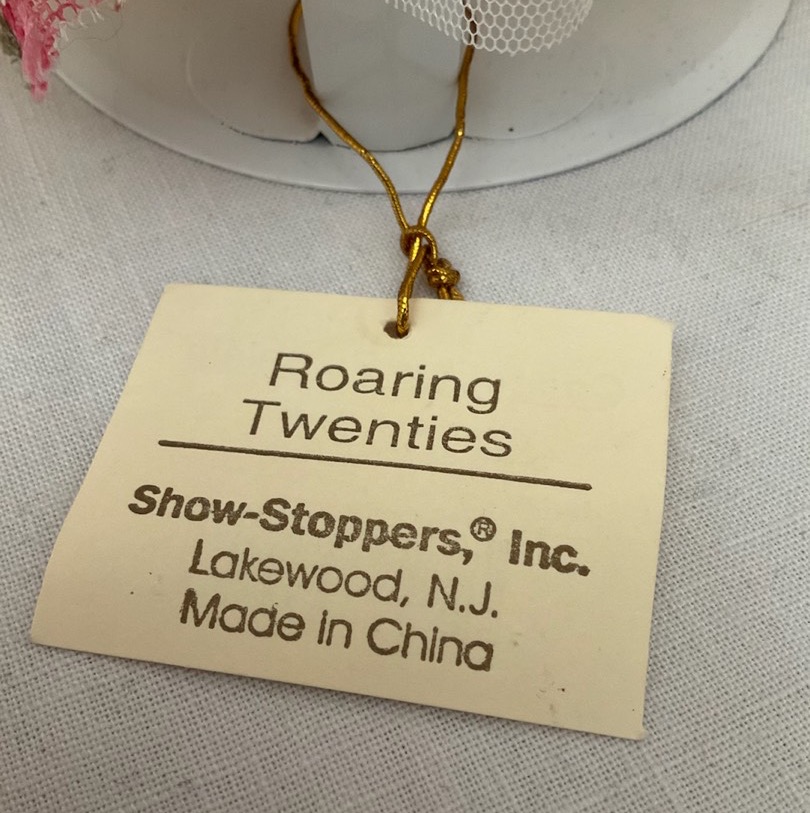 Roaring
Twenties
Show-Stoppers,® Inc.
Lakewood, N.J.
Made in China